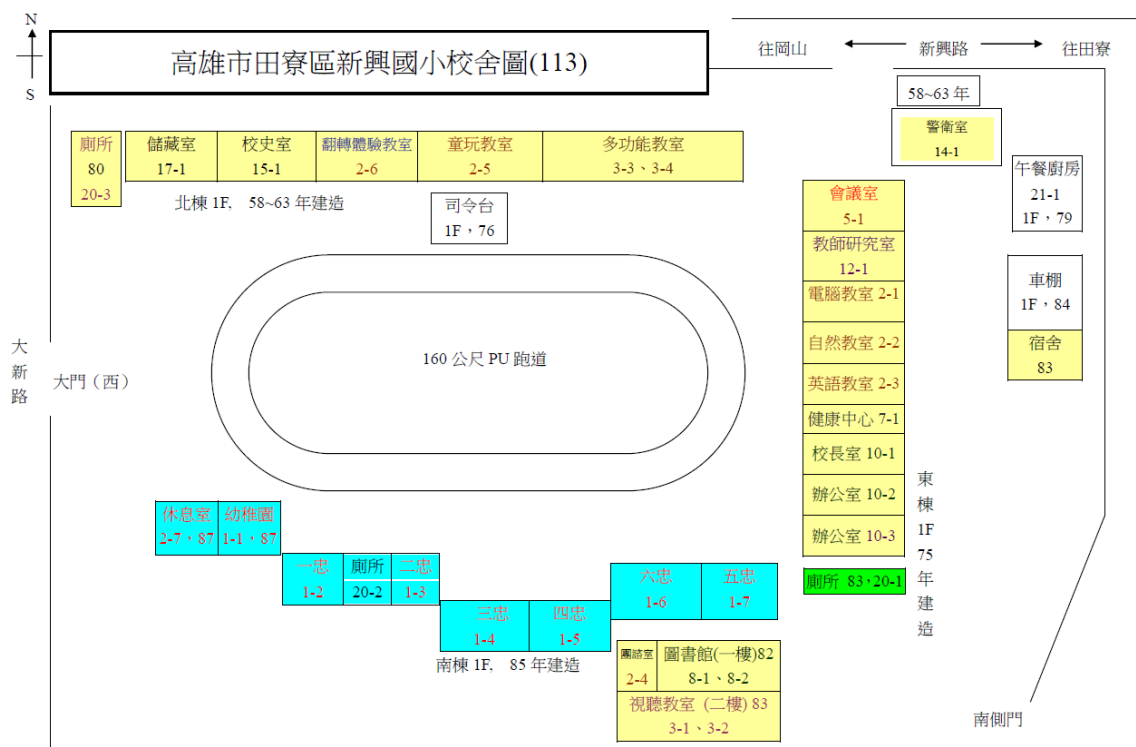 N
S
高雄市田寮區新興國小校舍圖(113)
往岡山
新興路
往田寮
58~63 年
警衛室
14-1
廁所
80
20-3
儲藏室
17-1
校史室
15-1
翻轉體驗教室
2-6
童玩教室
2-5
多功能教室
3-3、3-4
北棟 1F, 58~63 年建造
司令台
1F，76
午餐廚房
21-1
1F，79
會議室
5-1
教師研究室
12-1
電腦教室 2-1
自然教室 2-2
英語教室 2-3
健康中心 7-1
校長室 10-1
辦公室 10-2
辦公室 10-3
廁所 83，20-1
車棚
1F，84
宿舍
83
160 公尺 PU 跑道
大新路
大門（西）
東棟1F 75年建造
休息室
2-7，87
幼稚園
1-1，87
一忠
1-2
廁所
20-2
二忠
1-3
三忠
1-4
四忠
1-5
六忠
1-6
五忠
1-7
南棟 1F, 85 年建造
團諮室
2-4
圖書館(一樓)82
8-1、8-2
視聽教室 (二樓) 83
3-1、3-2
南側門